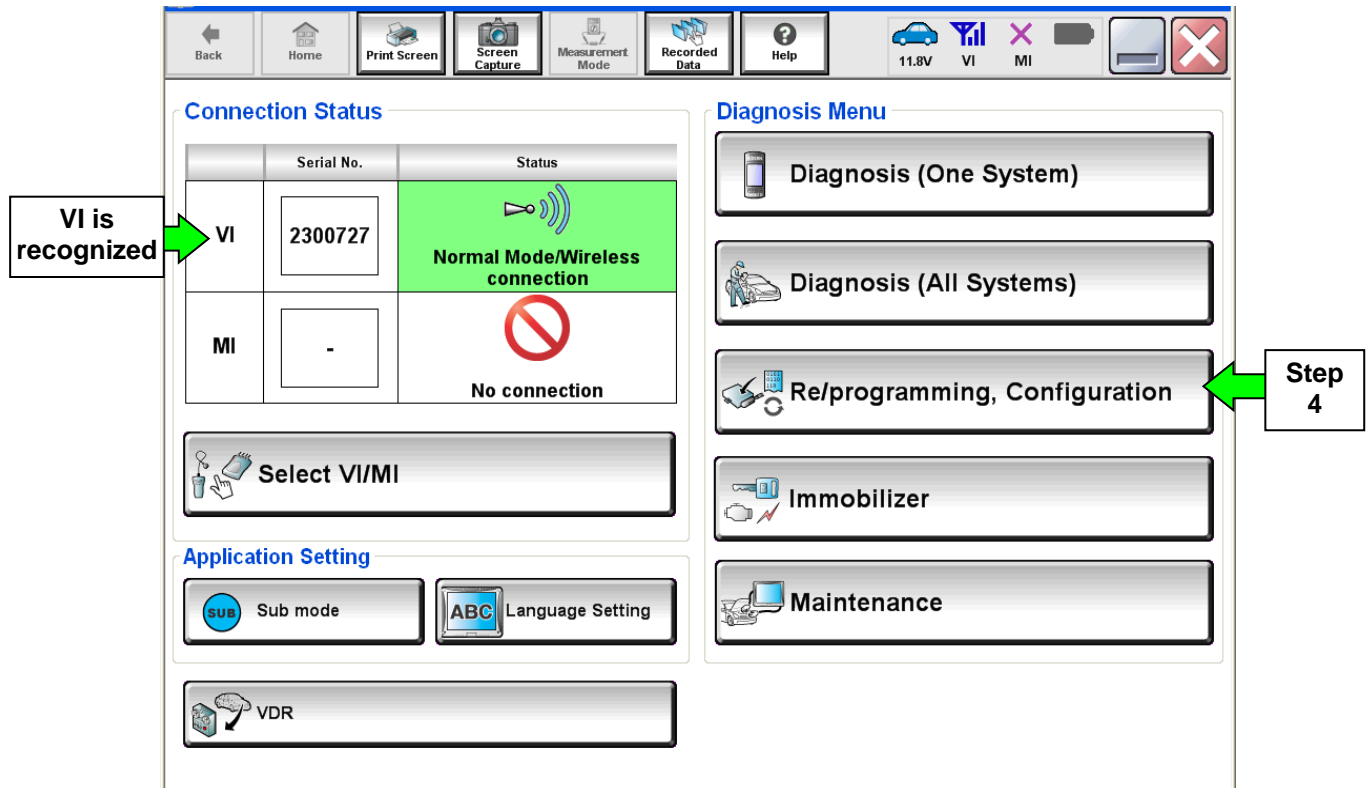 Back
Home
Print Screen
Screen
Capture
Measurement
Mode
Recorded
Data
Help
11.8V
VI
MI
Connection Status
Serial No.
Status
VI is
recognized
VI
2300727
Normal Mode/Wireless
connection
MI
-
No connection
Select VI/MI
Application Setting
SUB
Sub mode
ABC
Language Setting
VDR
Diagnosis Menu
Diagnosis (One System)
Diagnosis (All Systems)
Re/programming, Configuration
Step
4
Immobilizer
Maintenance